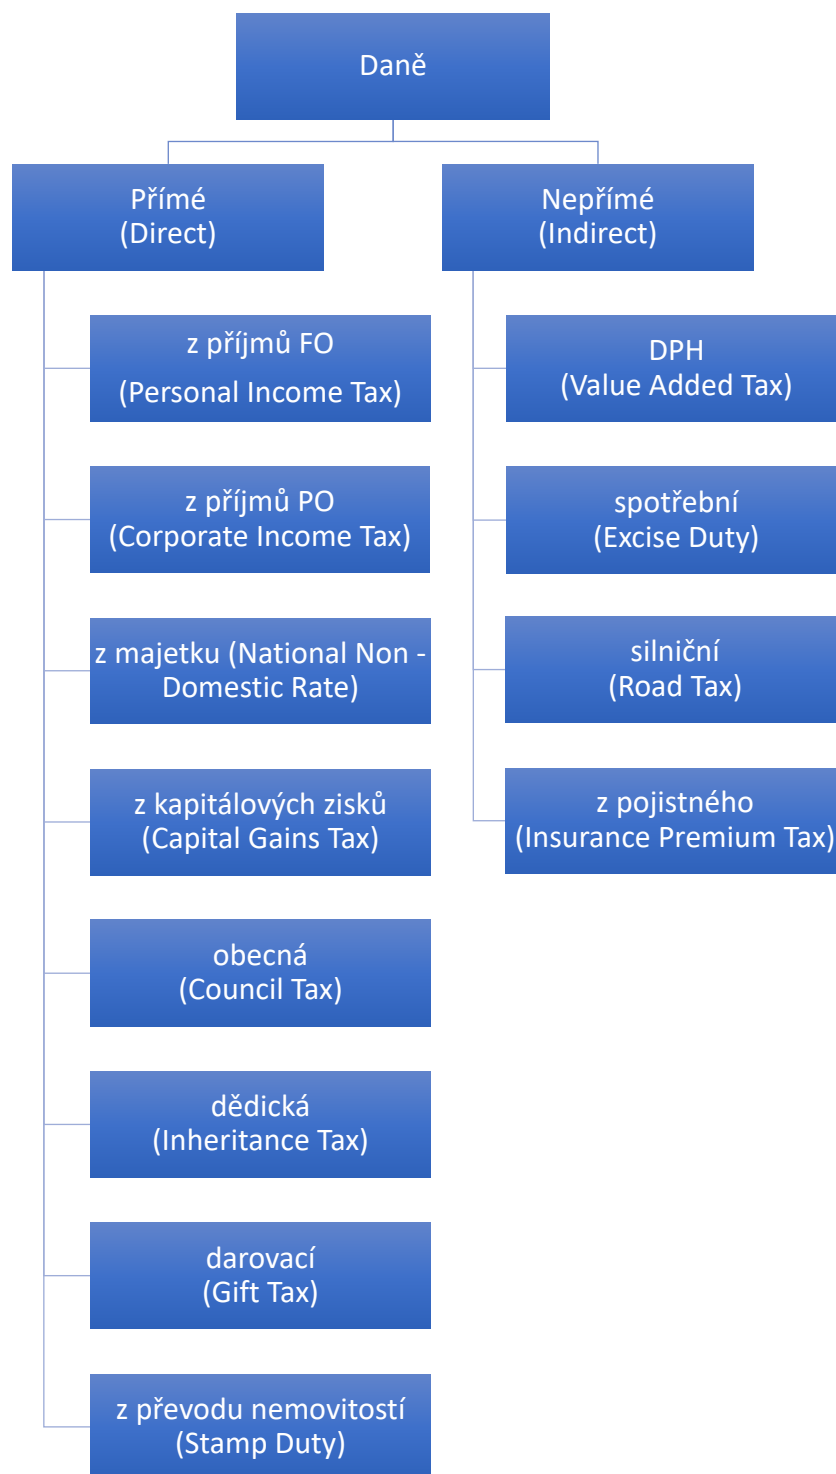 Daně
Přímé
(Direct)
z příjmů FO
(Personal Income Tax)
z příjmů PO
(Corporate Income Tax)
z majetku (National Non -
Domestic Rate)
z kapitálových zisků
(Capital Gains Tax)
obecná
(Council Tax)
dědická
(Inheritance Tax)
darovací
(Gift Tax)
z převodu nemovitostí
(Stamp Duty)
Nepřímé
(Indirect)
DPH
(Value Added Tax)
spotřební
(Excise Duty)
silniční
(Road Tax)
z pojistného
(Insurance Premium Tax)